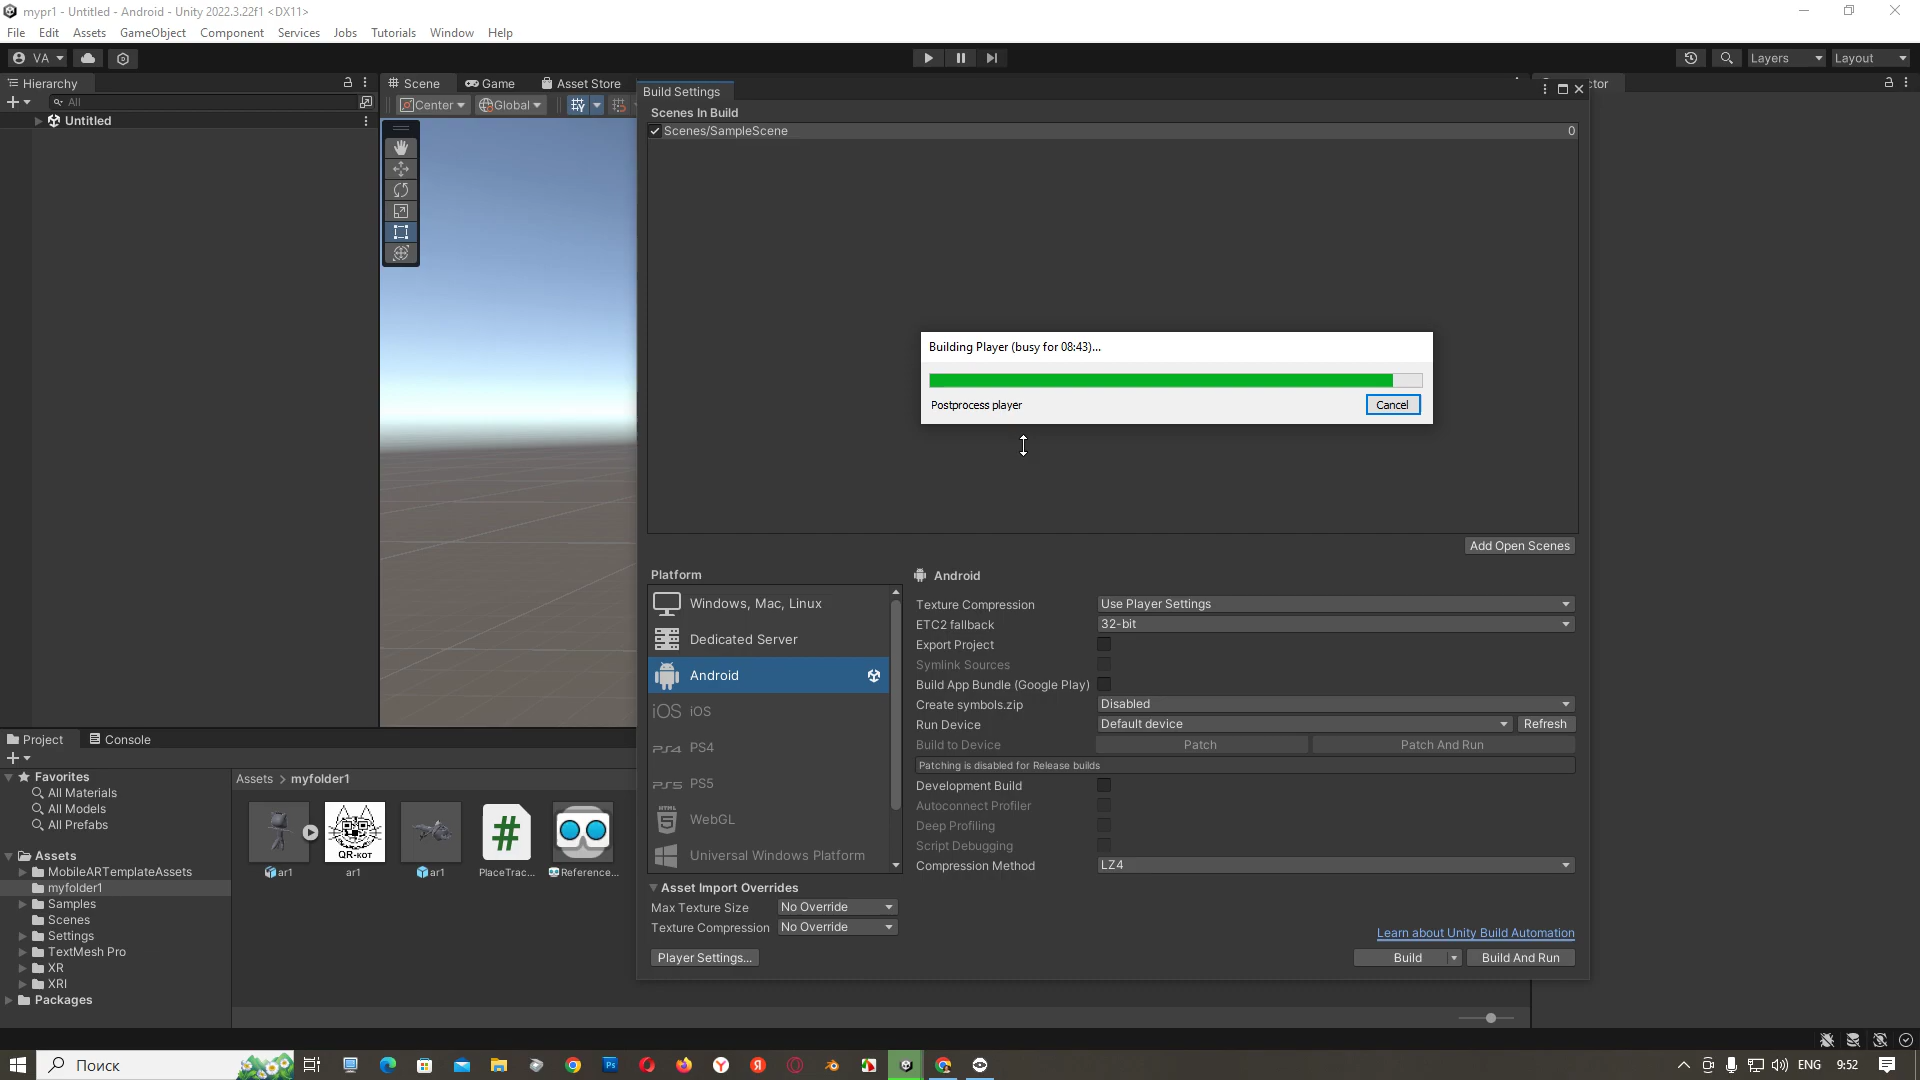 mypr1 - Untitled - Android - Unity 2022.3.22f1 <DX11>
File Edit Assets GameObject Component Services Jobs Tutorials Window Help
VA Layers Layout
Hierarchy
All
Untitled
Scene Game Asset Store
Center Global
Build Settings
ctor
Scenes In Build
Scenes/SampleScene 0
Building Player (busy for 08:43)...
Postprocess player
Cancel
Add Open Scenes
Platform
Windows, Mac, Linux
Dedicated Server
Android
iOS iOS
PS4 PS4
PS5 PS5
HTML WebGL
Universal Windows Platform
Android
Texture Compression Use Player Settings
ETC2 fallback 32-bit
Export Project
Symlink Sources
Build App Bundle (Google Play)
Create symbols.zip Disabled
Run Device Default device Refresh
Build to Device Patch Patch And Run
Patching is disabled for Release builds
Development Build
Autoconnect Profiler
Deep Profiling
Script Debugging
Compression Method LZ4
Asset Import Overrides
Max Texture Size No Override
Texture Compression No Override
Learn about Unity Build Automation
Player Settings...
Build Build And Run
Project Console
Favorites
All Materials
All Models
All Prefabs
Assets
MobileARTemplateAssets
myfolder1
Samples
Scenes
Settings
TextMesh Pro
XR
XRI
Packages
Assets > myfolder1
QR-кот
ar1 ar1 ar1 PlaceTrac... Reference...
Поиск
Ps
ENG 9:52